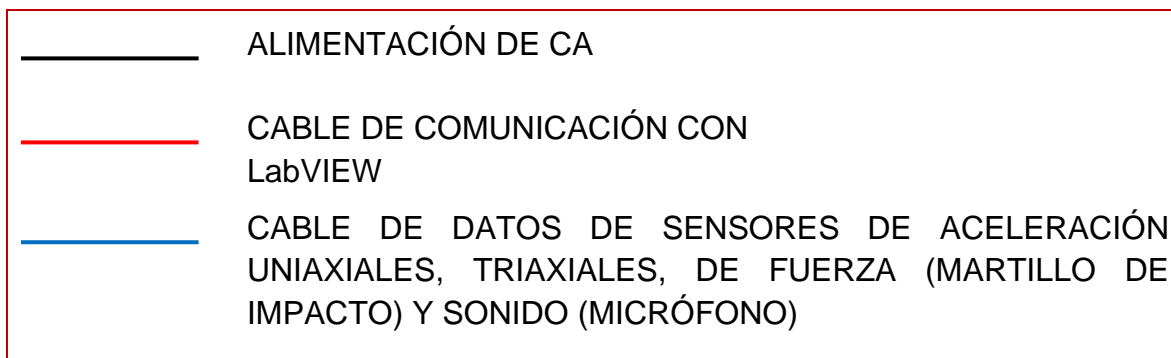 ALIMENTACIÓN DE CA
CABLE DE COMUNICACIÓN CON
LabVIEW
CABLE DE DATOS DE SENSORES DE ACELERACIÓN
UNIAXIALES, TRIAXIALES, DE FUERZA (MARTILLO DE
IMPACTO) Y SONIDO (MICRÓFONO)